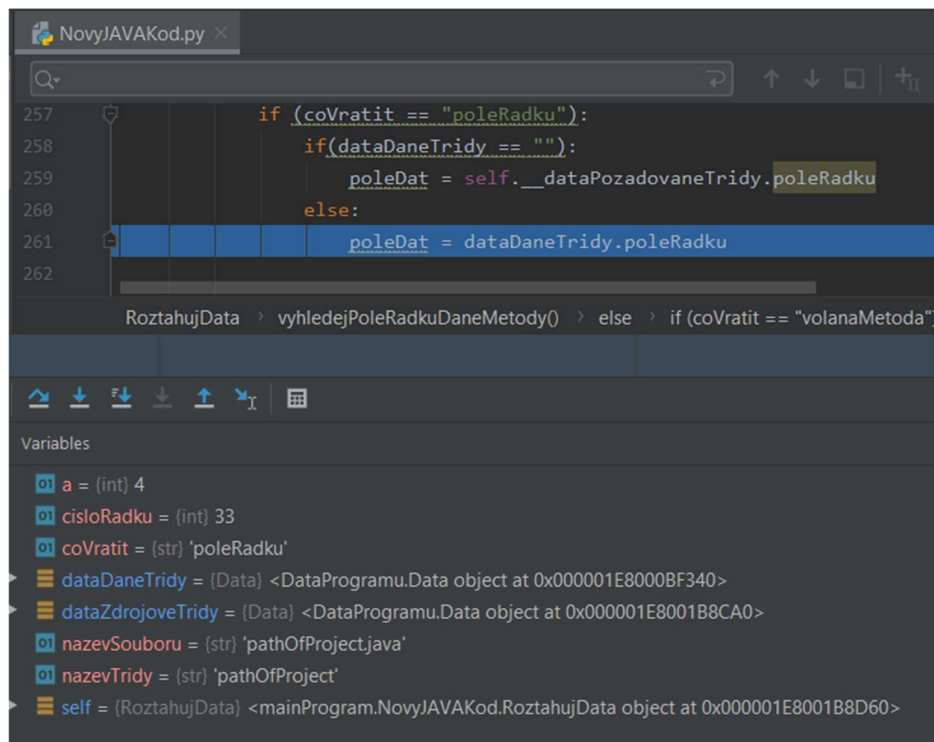 NovyJAVAKod.py
257 if (coVratit == "poleRadku"):
258 if(dataDaneTridy == ""):
259 poleDat = self.__dataPozadovaneTridy.poleRadku
260 else:
261 poleDat = dataDaneTridy.poleRadku
262
RoztahujData › vyhledejPoleRadkuDaneMetody() › else › if (coVratit == "volanaMetoda")
Variables
a = {int} 4
cisloRadku = {int} 33
coVratit = {str} 'poleRadku'
dataDaneTridy = {Data} <DataProgramu.Data object at 0x000001E8000BF340>
dataZdrojoveTridy = {Data} <DataProgramu.Data object at 0x000001E8001B8CA0>
nazevSouboru = {str} 'pathOfProject.java'
nazevTridy = {str} 'pathOfProject'
self = {RoztahujData} <mainProgram.NovyJAVAKod.RoztahujData object at 0x000001E8001B8D60>